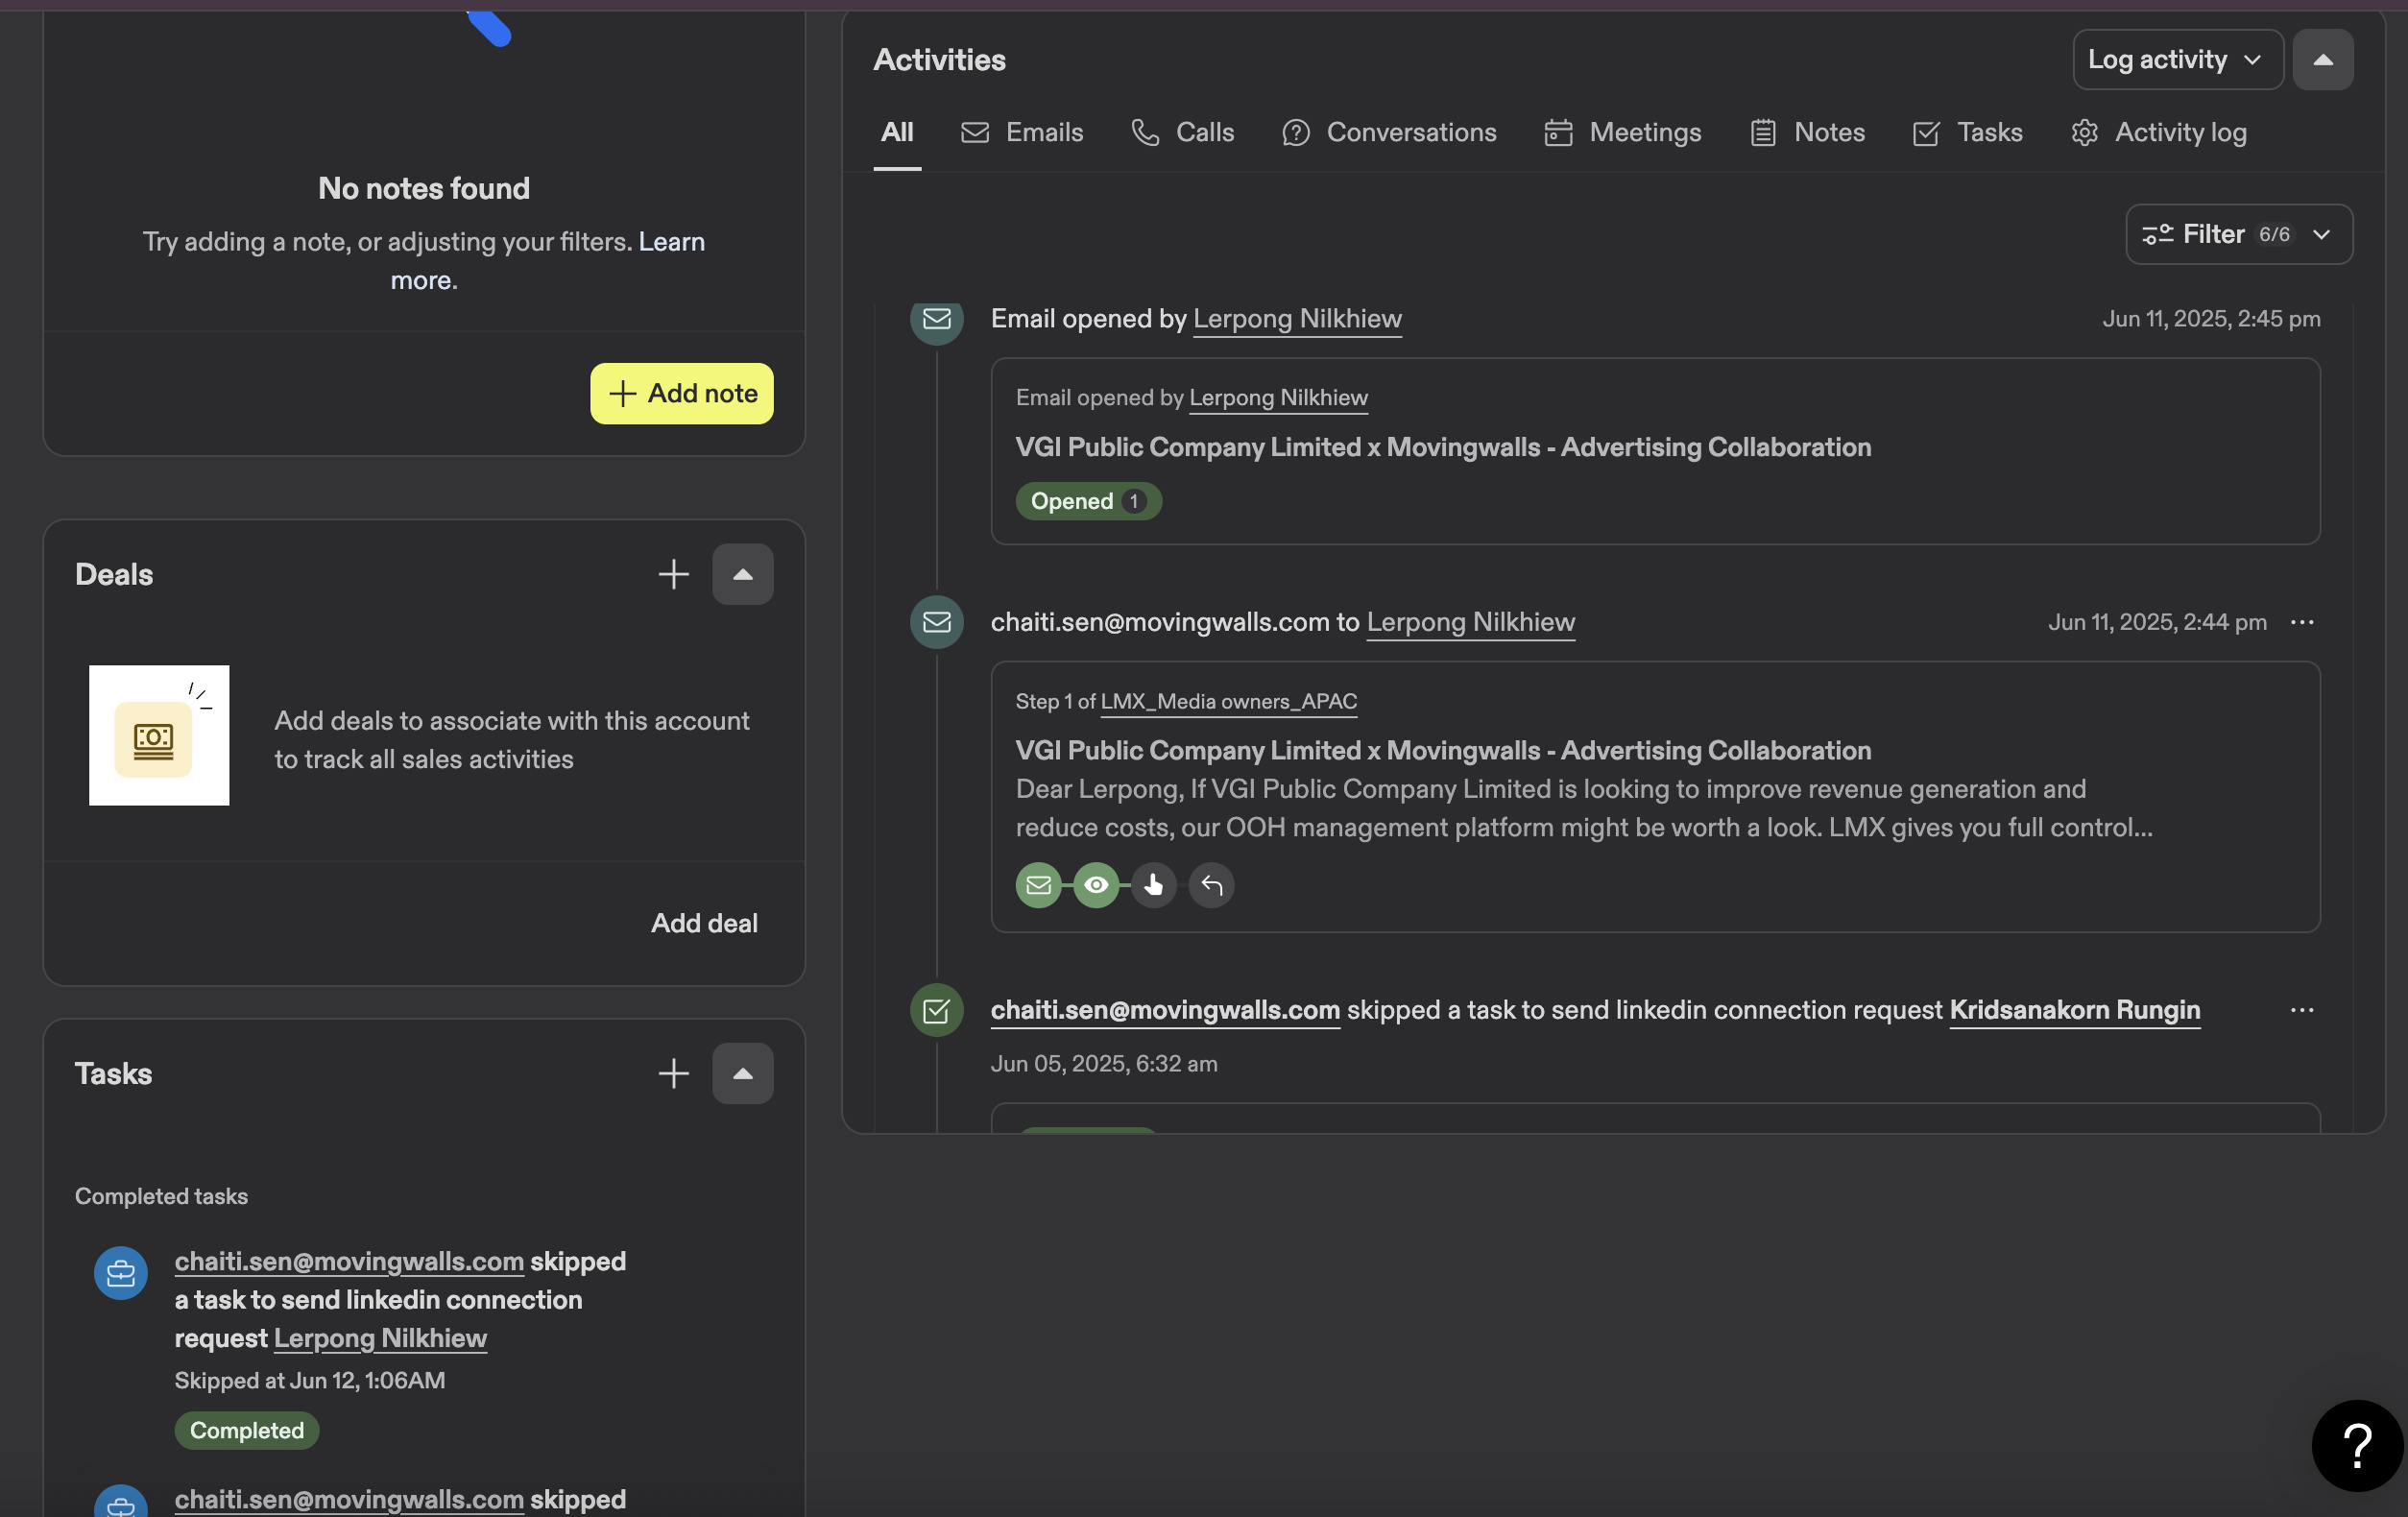 No notes found
Try adding a note, or adjusting your filters. Learn
more.
Add note
Deals
Add deals to associate with this account
to track all sales activities
Add deal
Tasks
Completed tasks
chaiti.sen@movingwalls.com skipped
a task to send linkedin connection
request Lerpong Nilkhiew
Skipped at Jun 12, 1:06AM
Completed
chaiti.sen@movingwalls.com skipped
Activities
Log activity
All
Emails
Calls
Conversations
Meetings
Notes
Tasks
Activity log
Filter 6/6
Email opened by Lerpong Nilkhiew
Jun 11, 2025, 2:45 pm
Email opened by Lerpong Nilkhiew
VGI Public Company Limited x Movingwalls - Advertising Collaboration
Opened 1
chaiti.sen@movingwalls.com to Lerpong Nilkhiew
Jun 11, 2025, 2:44 pm
Step 1 of LMX_Media owners_APAC
VGI Public Company Limited x Movingwalls - Advertising Collaboration
Dear Lerpong, If VGI Public Company Limited is looking to improve revenue generation and
reduce costs, our OOH management platform might be worth a look. LMX gives you full control...
chaiti.sen@movingwalls.com skipped a task to send linkedin connection request Kridsanakorn Rungin
Jun 05, 2025, 6:32 am
?